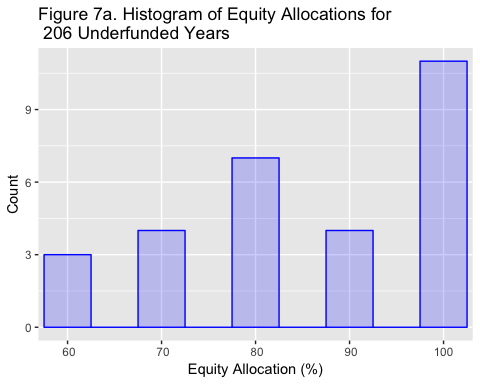 Figure 7a. Histogram of Equity Allocations for
206 Underfunded Years
9
6
3
0
Count
60 70 80 90 100
Equity Allocation (%)